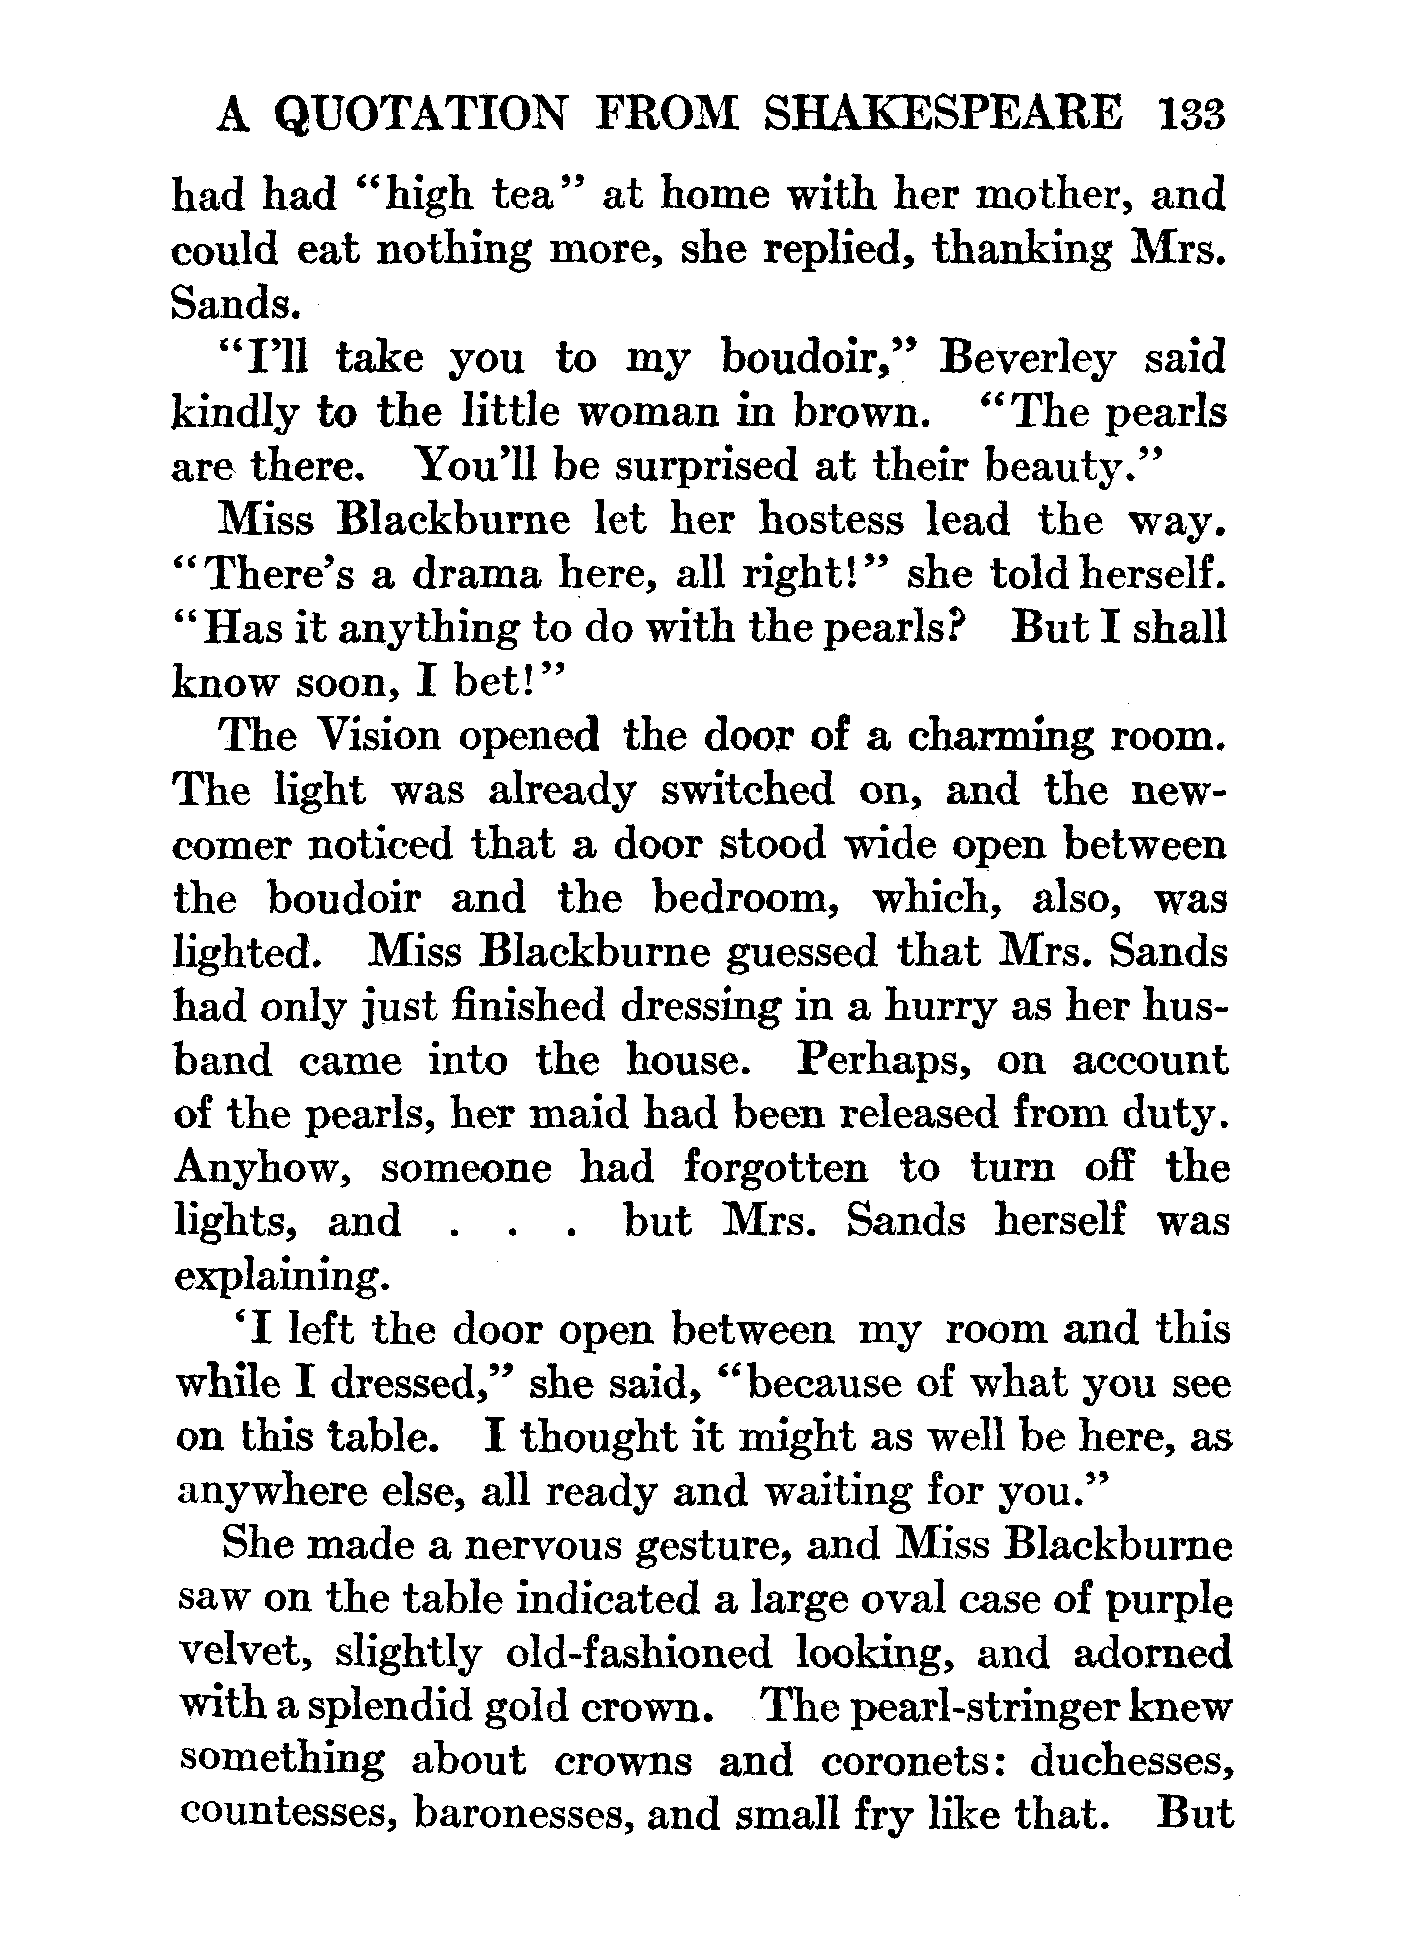 A QUOTATION FROM SHAKESPEARE 133
had had “high tea” at home with her mother, and
could eat nothing more, she replied, thanking Mrs.
Sands.
“I’ll take you to my boudoir,” Beverley said
kindly to the little woman in brown. “The pearls
are there. You’ll be surprised at their beauty.”
Miss Blackburne let her hostess lead the way.
“There’s a drama here, all right!” she told herself.
“Has it anything to do with the pearls? But I shall
know soon, I bet!”
The Vision opened the door of a charming room.
The light was already switched on, and the new-
comer noticed that a door stood wide open between
the boudoir and the bedroom, which, also, was
lighted. Miss Blackburne guessed that Mrs. Sands
had only just finished dressing in a hurry as her hus-
band came into the house. Perhaps, on account
of the pearls, her maid had been released from duty.
Anyhow, someone had forgotten to turn off the
lights, and . . . but Mrs. Sands herself was
explaining.
‘I left the door open between my room and this
while I dressed,” she said, “because of what you see
on this table. I thought it might as well be here, as
anywhere else, all ready and waiting for you.”
She made a nervous gesture, and Miss Blackburne
saw on the table indicated a large oval case of purple
velvet, slightly old-fashioned looking, and adorned
with a splendid gold crown. The pearl-stringer knew
something about crowns and coronets: duchesses,
countesses, baronesses, and small fry like that. But